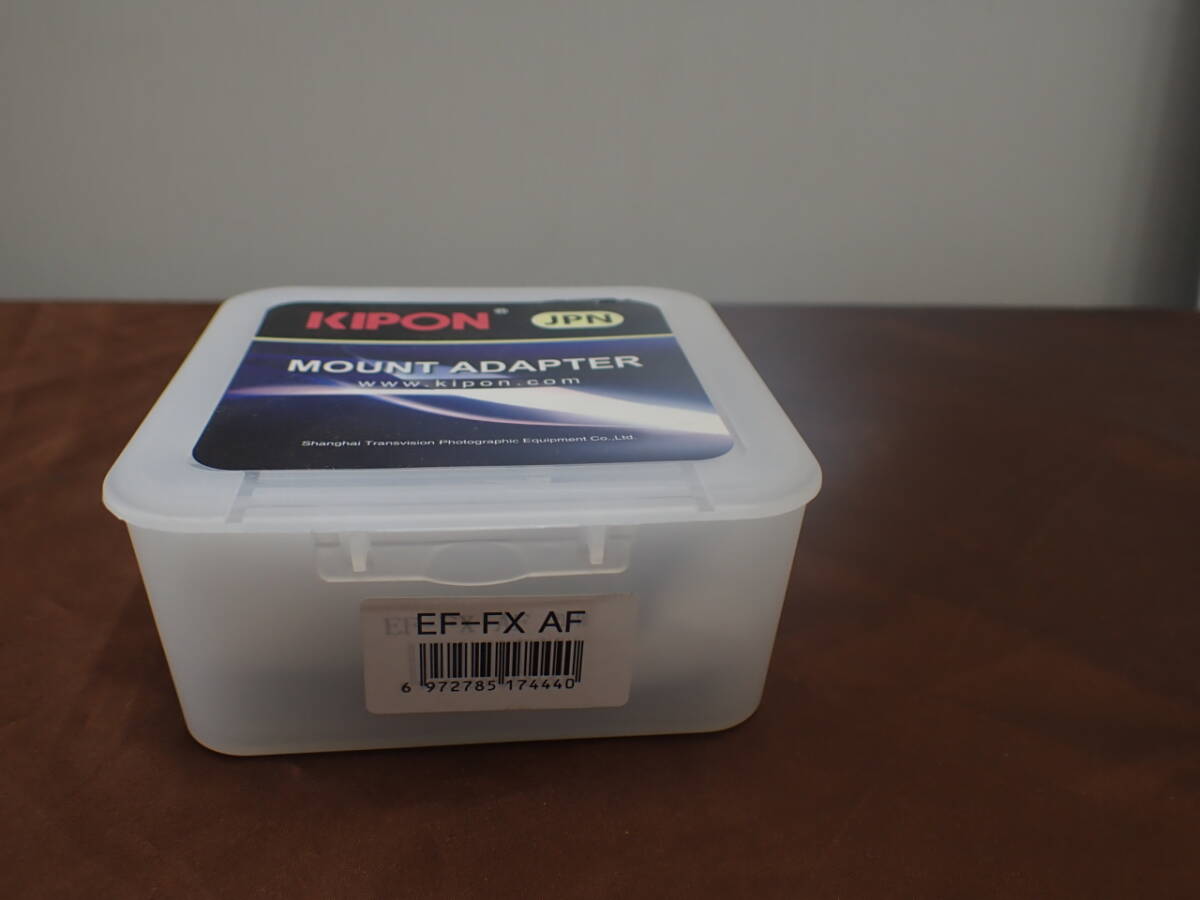 KIPON® JPN
MOUNT ADAPTER
www.kipon.com
Shanghai Transvision Photographic Equipment Co.,Ltd.
EF-FX AF
6 972785 174440